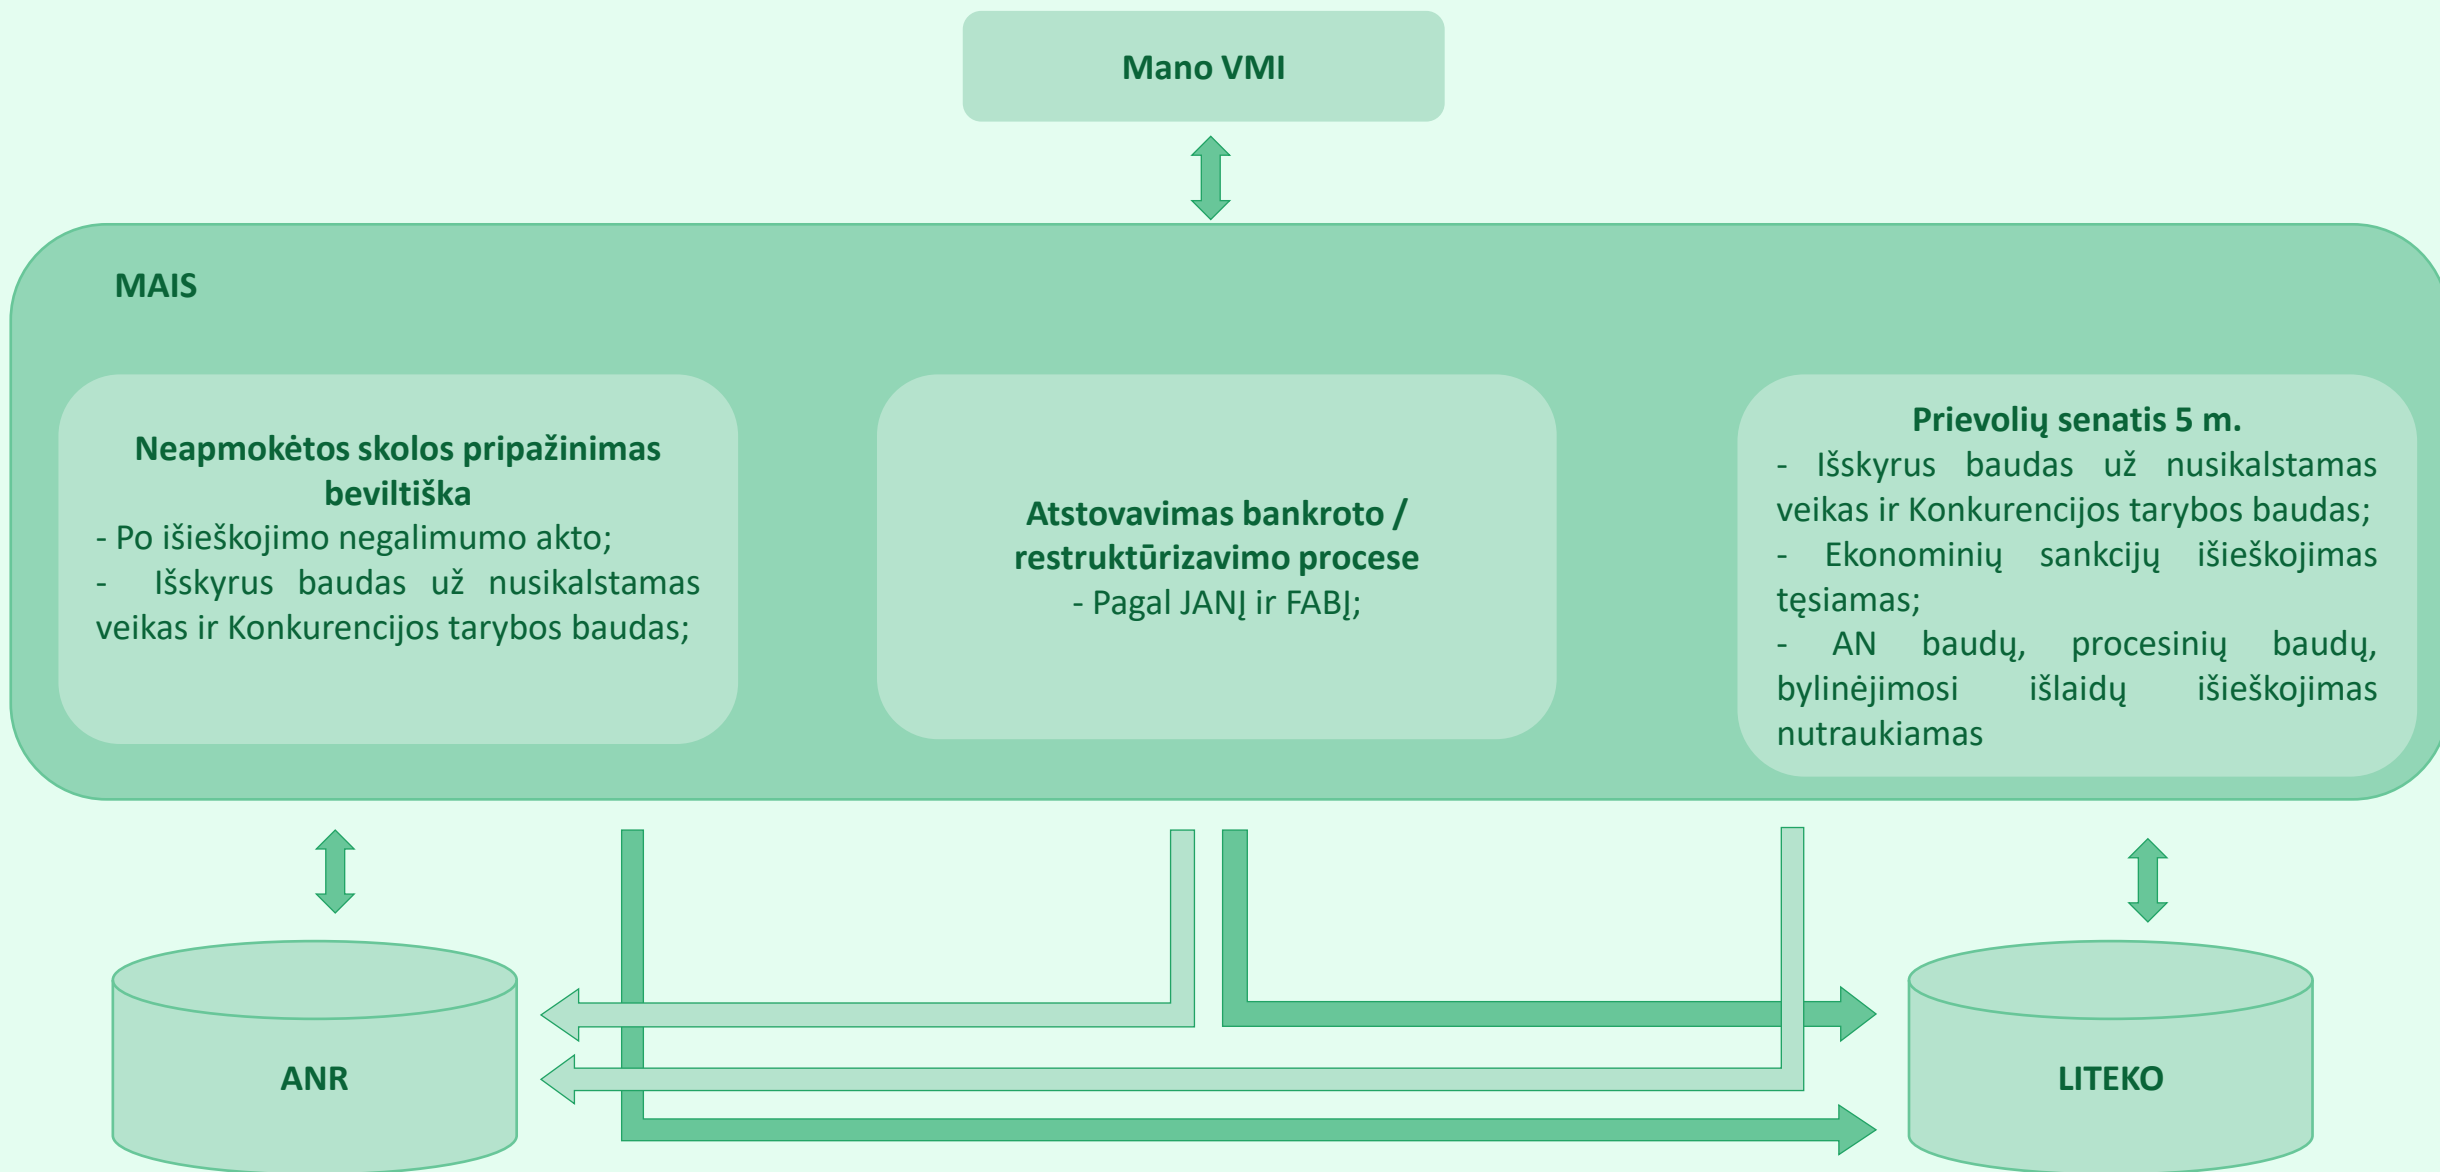 Mano VMI
MAIS
Neapmokėtos skolos pripažinimas
beviltiška
- Po išieškojimo negalimumo akto;
- Išskyrus baudas už nusikalstamas
veikas ir Konkurencijos tarybos baudas;
Atstovavimas bankroto /
restruktūrizavimo procese
- Pagal JANĮ ir FABĮ;
Prievolių senatis 5 m.
- Išskyrus baudas už nusikalstamas
veikas ir Konkurencijos tarybos baudas;
- Ekonominių sankcijų išieškojimas
tęsiamas;
- AN baudų, procesinių baudų,
bylinėjimosi išlaidų išieškojimas
nutraukiamas
ANR
LITEKO